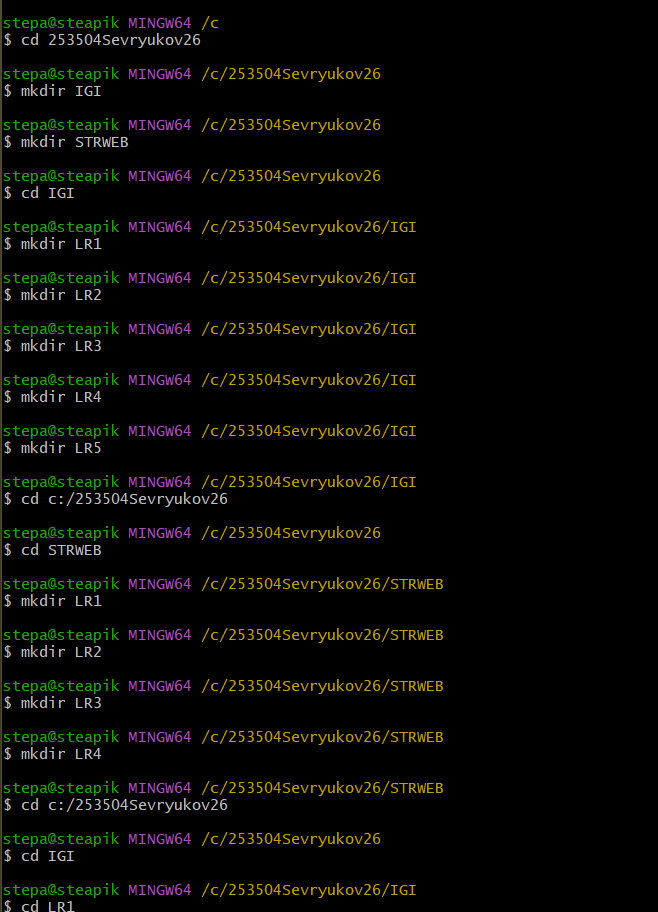 stepa@steapik MINGW64 /c
$ cd 253504Sevryukov26
stepa@steapik MINGW64 /c/253504Sevryukov26
$ mkdir IGI
stepa@steapik MINGW64 /c/253504Sevryukov26
$ mkdir STRWEB
stepa@steapik MINGW64 /c/253504Sevryukov26
$ cd IGI
stepa@steapik MINGW64 /c/253504Sevryukov26/IGI
$ mkdir LR1
stepa@steapik MINGW64 /c/253504Sevryukov26/IGI
$ mkdir LR2
stepa@steapik MINGW64 /c/253504Sevryukov26/IGI
$ mkdir LR3
stepa@steapik MINGW64 /c/253504Sevryukov26/IGI
$ mkdir LR4
stepa@steapik MINGW64 /c/253504Sevryukov26/IGI
$ mkdir LR5
stepa@steapik MINGW64 /c/253504Sevryukov26/IGI
$ cd c:/253504Sevryukov26
stepa@steapik MINGW64 /c/253504Sevryukov26
$ cd STRWEB
stepa@steapik MINGW64 /c/253504Sevryukov26/STRWEB
$ mkdir LR1
stepa@steapik MINGW64 /c/253504Sevryukov26/STRWEB
$ mkdir LR2
stepa@steapik MINGW64 /c/253504Sevryukov26/STRWEB
$ mkdir LR3
stepa@steapik MINGW64 /c/253504Sevryukov26/STRWEB
$ mkdir LR4
stepa@steapik MINGW64 /c/253504Sevryukov26/STRWEB
$ cd c:/253504Sevryukov26
stepa@steapik MINGW64 /c/253504Sevryukov26
$ cd IGI
stepa@steapik MINGW64 /c/253504Sevryukov26/IGI
$ cd LR1